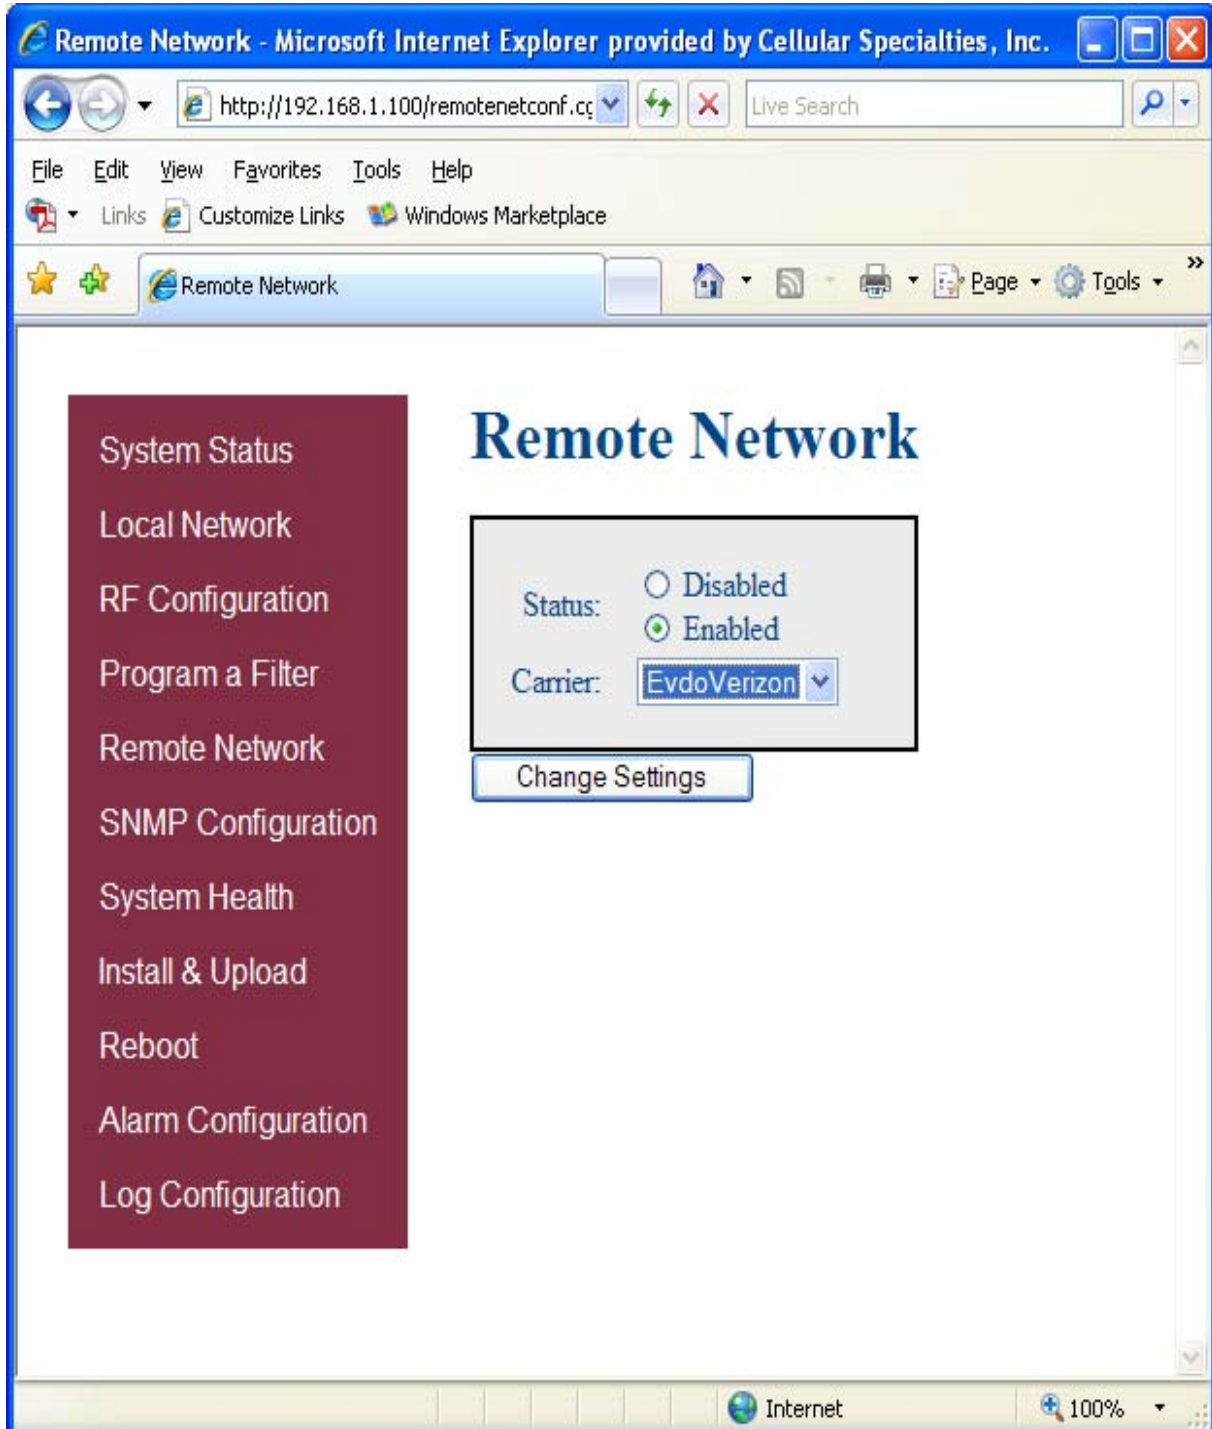 Remote Network - Microsoft Internet Explorer provided by Cellular Specialties, Inc.
http://192.168.1.100/remotenetconf.cg
Live Search
File Edit View Favorites Tools Help
Links Customize Links Windows Marketplace
Remote Network
Page Tools »
Remote Network
System Status
Local Network
RF Configuration
Program a Filter
Remote Network
SNMP Configuration
System Health
Install & Upload
Reboot
Alarm Configuration
Log Configuration
Status: Disabled
Enabled
Carrier: EvdoVerizon
Change Settings
Internet 100%